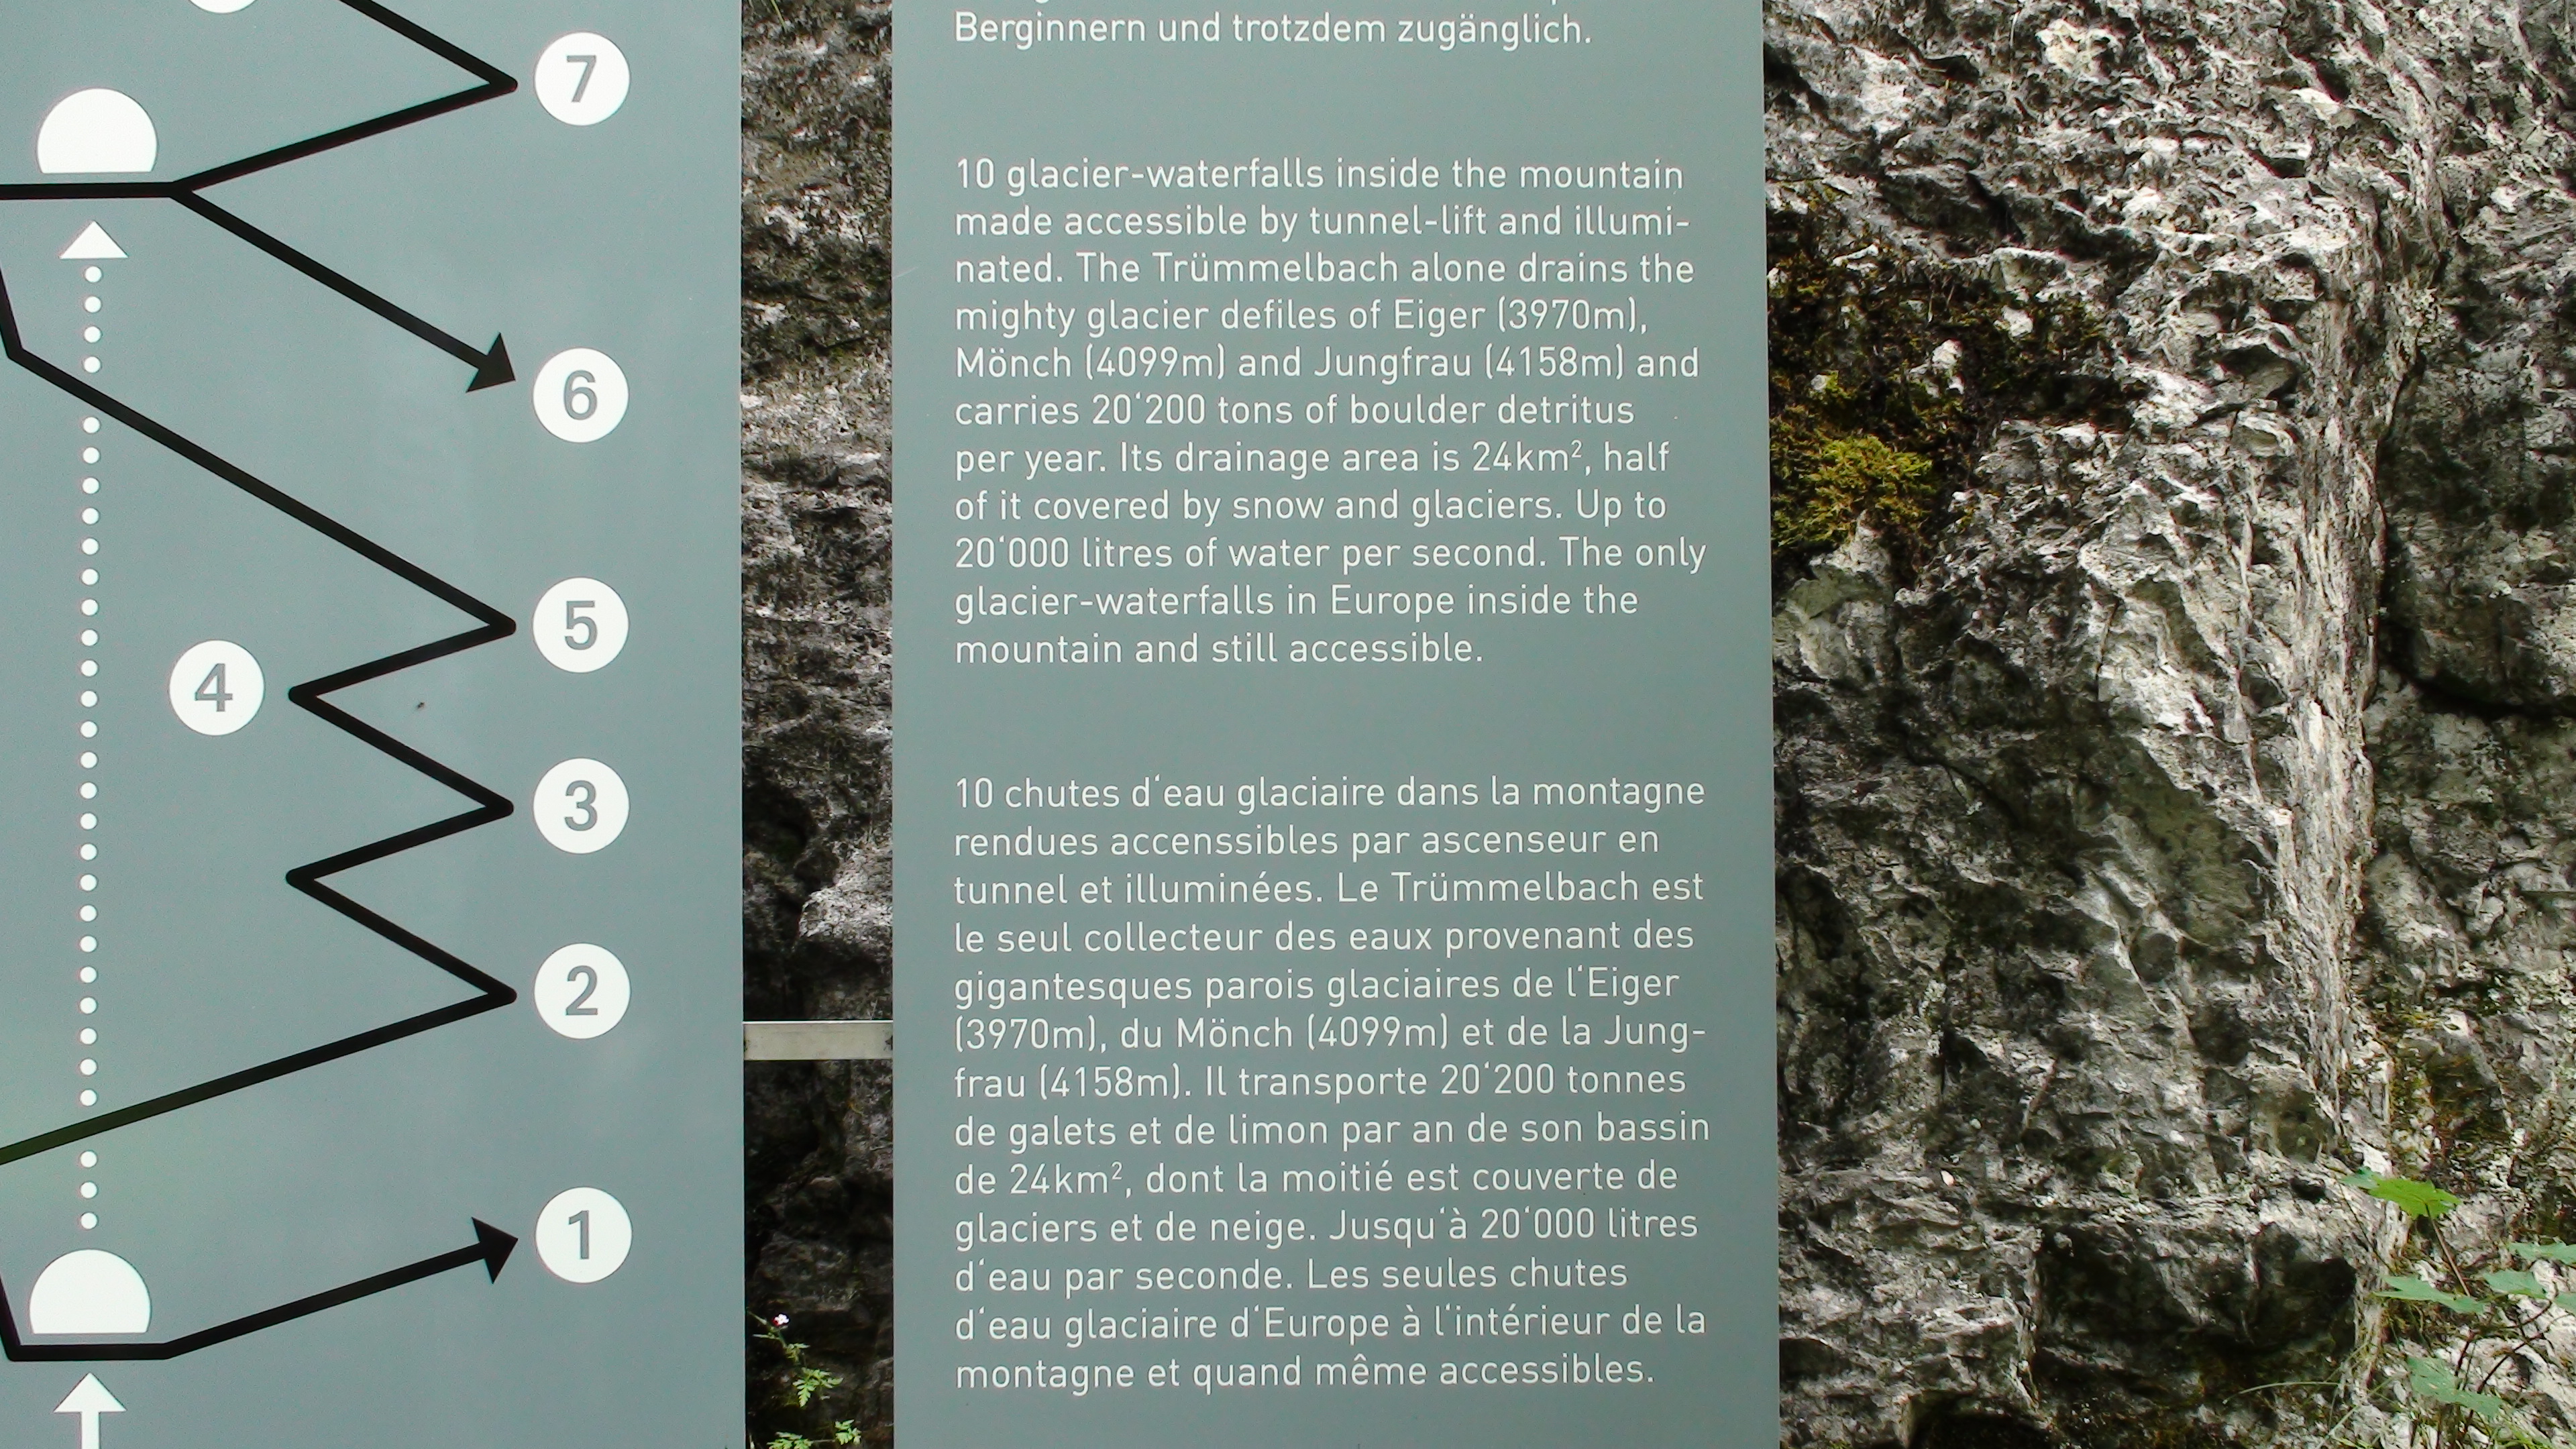 7
6
5
4
3
2
1
Berginnern und trotzdem zugänglich.
10 glacier-waterfalls inside the mountain
made accessible by tunnel-lift and illumi-
nated. The Trümmelbach alone drains the
mighty glacier defiles of Eiger (3970m),
Mönch (4099m) and Jungfrau (4158m) and
carries 20‘200 tons of boulder detritus
per year. Its drainage area is 24km², half
of it covered by snow and glaciers. Up to
20‘000 litres of water per second. The only
glacier-waterfalls in Europe inside the
mountain and still accessible.
10 chutes d‘eau glaciaire dans la montagne
rendues accenssibles par ascenseur en
tunnel et illuminées. Le Trümmelbach est
le seul collecteur des eaux provenant des
gigantesques parois glaciaires de l‘Eiger
(3970m), du Mönch (4099m) et de la Jung-
frau (4158m). Il transporte 20‘200 tonnes
de galets et de limon par an de son bassin
de 24km², dont la moitié est couverte de
glaciers et de neige. Jusqu‘à 20‘000 litres
d‘eau par seconde. Les seules chutes
d‘eau glaciaire d‘Europe à l‘intérieur de la
montagne et quand même accessibles.